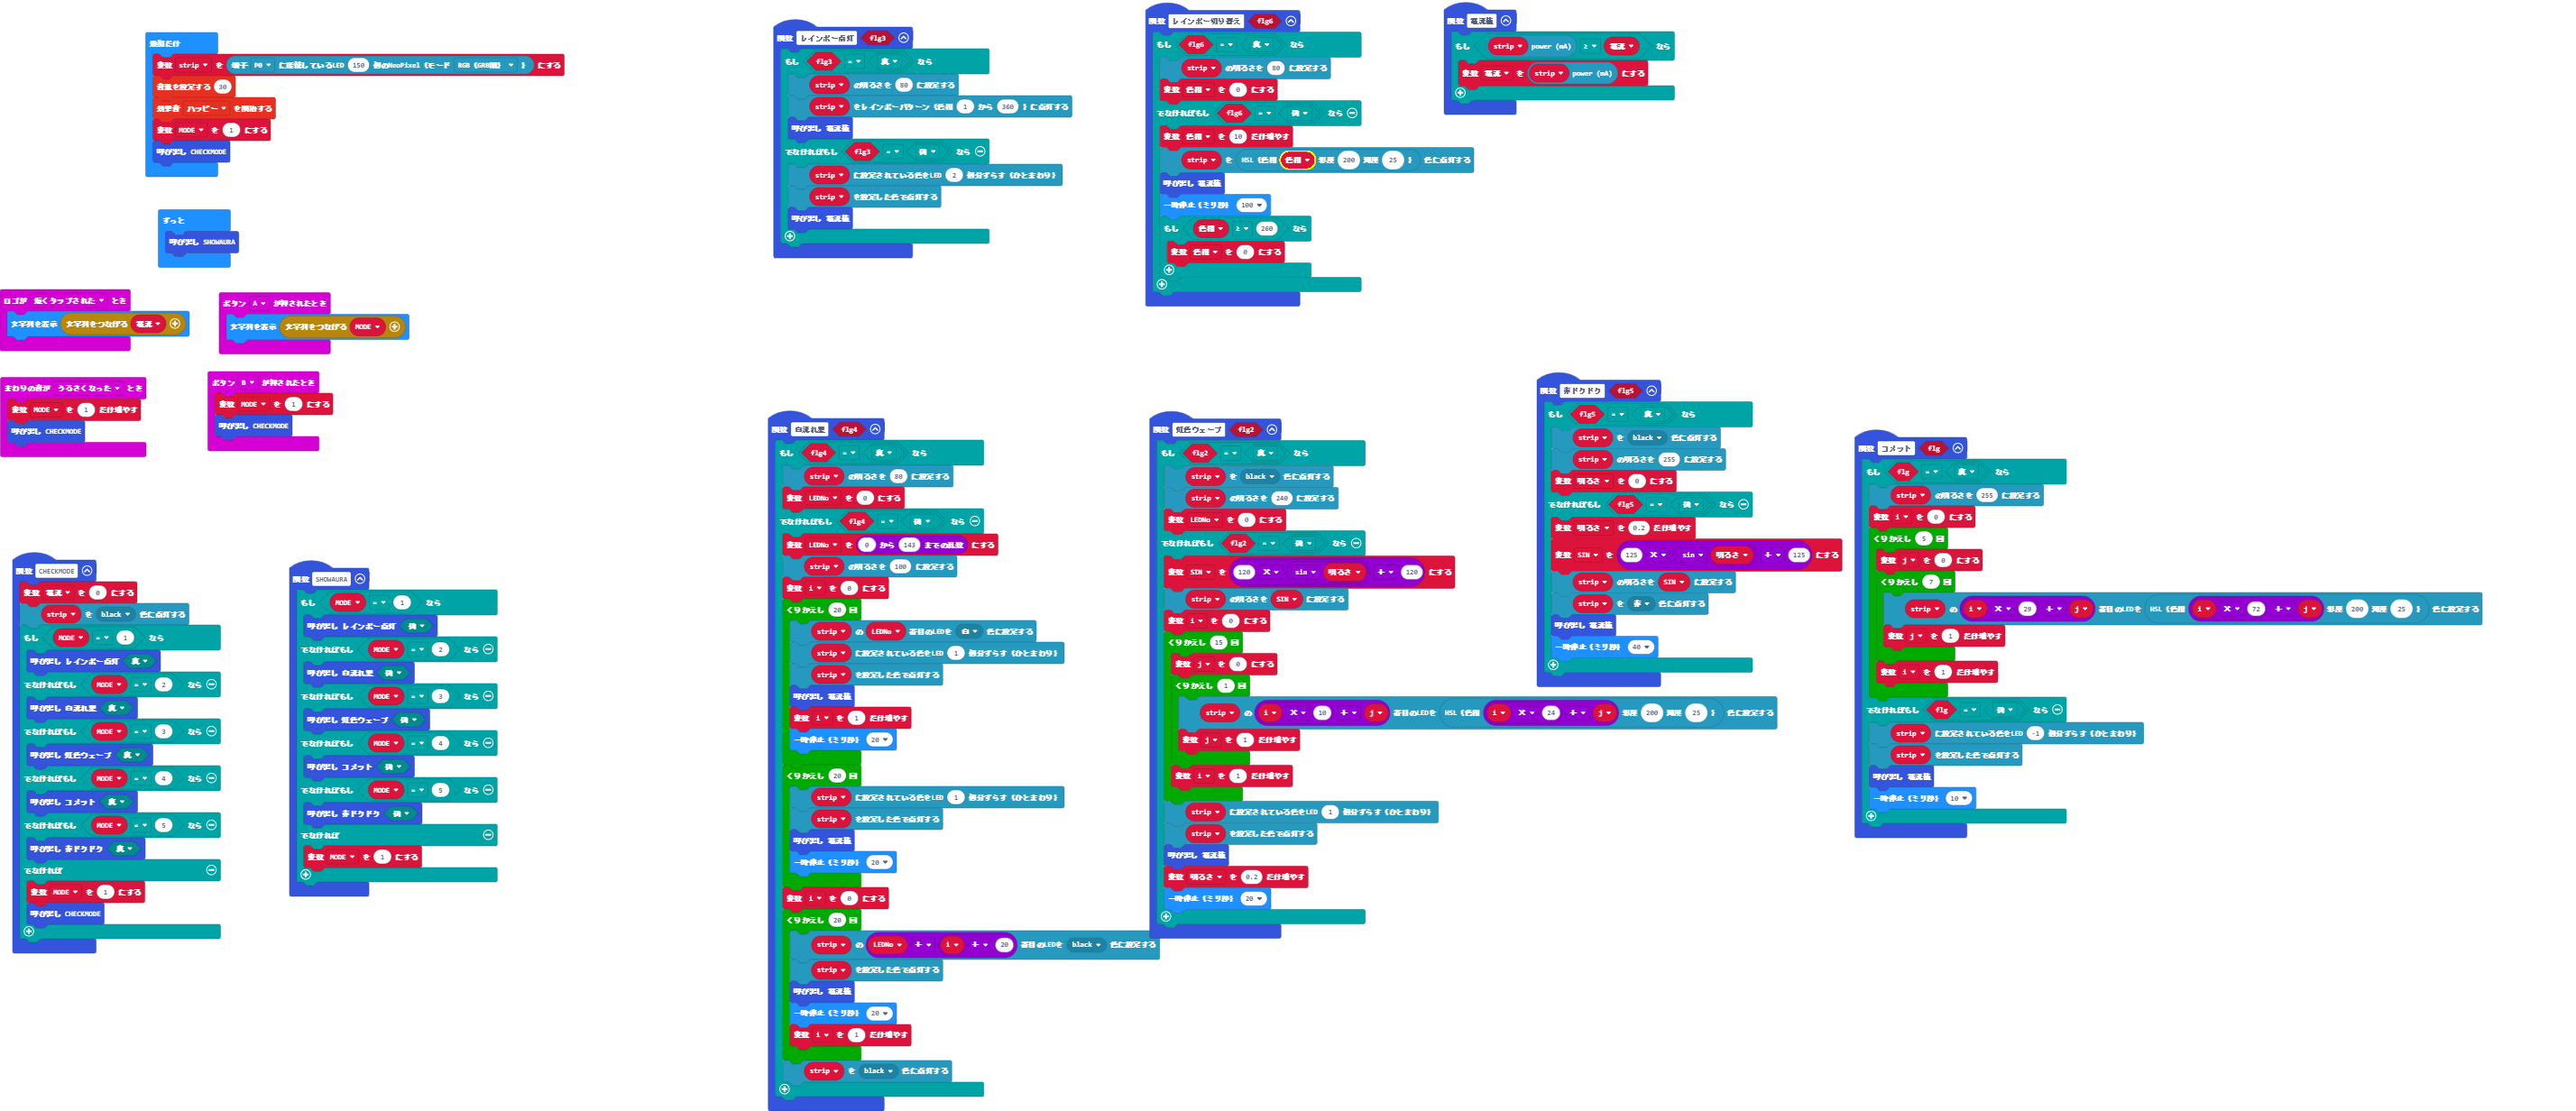 最初だけ
変数 strip を 端子 P0 に接続しているLED 150 個のNeoPixel (モード RGB (GRB順) ) にする
音量を設定する 30
効果音 ハッピー を開始する
変数 MODE を 1 にする
呼び出し CHECKMODE
ずっと
呼び出し SHOWAURA
ロゴが 短くタップされた とき
文字列を表示 文字列をつなげる 電流
ボタン A が押されたとき
文字列を表示 文字列をつなげる MODE
まわりの音が うるさくなった とき
変数 MODE を 1 だけ増やす
呼び出し CHECKMODE
ボタン B が押されたとき
変数 MODE を 1 にする
呼び出し CHECKMODE
関数 CHECKMODE
変数 電流 を 0 にする
strip を black 色に点灯する
もし MODE = 1 なら
呼び出し レインボー点灯 真
でなければもし MODE = 2 なら
呼び出し 白流れ星 真
でなければもし MODE = 3 なら
呼び出し 虹色ウェーブ 真
でなければもし MODE = 4 なら
呼び出し コメット 真
でなければもし MODE = 5 なら
呼び出し 赤ドクドク 真
でなければ
変数 MODE を 1 にする
呼び出し CHECKMODE
関数 SHOWAURA
もし MODE = 1 なら
呼び出し レインボー点灯 偽
でなければもし MODE = 2 なら
呼び出し 白流れ星 偽
でなければもし MODE = 3 なら
呼び出し 虹色ウェーブ 偽
でなければもし MODE = 4 なら
呼び出し コメット 偽
でなければもし MODE = 5 なら
呼び出し 赤ドクドク 偽
でなければ
変数 MODE を 1 にする
関数 レインボー点灯 flg3
もし flg3 = 真 なら
strip の明るさを 80 に設定する
strip をレインボーパターン (色相 1 から 360 ) に点灯する
呼び出し 電流値
でなければもし flg3 = 偽 なら
strip に設定されている色をLED 2 個分ずらす (ひとまわり)
strip を設定した色で点灯する
呼び出し 電流値
関数 レインボー切り替え flg6
もし flg6 = 真 なら
strip の明るさを 80 に設定する
変数 色相 を 0 にする
でなければもし flg6 = 偽 なら
変数 色相 を 10 だけ増やす
strip を HSL (色相 色相 彩度 200 輝度 25 ) 色に点灯する
呼び出し 電流値
一時停止 (ミリ秒) 100
もし 色相 ≥ 260 なら
変数 色相 を 0 にする
関数 電流値
もし strip power (mA) ≥ 電流 なら
変数 電流 を strip power (mA) にする
関数 白流れ星 flg4
もし flg4 = 真 なら
strip の明るさを 80 に設定する
変数 LEDNo を 0 にする
でなければもし flg4 = 偽 なら
変数 LEDNo を 0 から 143 までの乱数 にする
strip の明るさを 100 に設定する
変数 i を 0 にする
くりかえし 20 回
strip の LEDNo 番目のLEDを 白 色に設定する
strip に設定されている色をLED 1 個分ずらす (ひとまわり)
strip を設定した色で点灯する
呼び出し 電流値
変数 i を 1 だけ増やす
一時停止 (ミリ秒) 20
くりかえし 20 回
strip に設定されている色をLED 1 個分ずらす (ひとまわり)
strip を設定した色で点灯する
呼び出し 電流値
一時停止 (ミリ秒) 20
変数 i を 0 にする
くりかえし 20 回
strip の LEDNo + i + 20 番目のLEDを black 色に設定する
strip を設定した色で点灯する
呼び出し 電流値
一時停止 (ミリ秒) 20
変数 i を 1 だけ増やす
strip を black 色に点灯する
関数 虹色ウェーブ flg2
もし flg2 = 真 なら
strip を black 色に点灯する
strip の明るさを 240 に設定する
変数 LEDNo を 0 にする
でなければもし flg2 = 偽 なら
変数 SIN を 120 × sin 明るさ + 120 にする
strip の明るさを SIN に設定する
変数 i を 0 にする
くりかえし 15 回
変数 j を 0 にする
くりかえし 1 回
strip の i × 10 + j 番目のLEDを HSL (色相 i × 24 + j 彩度 200 輝度 25 ) 色に設定する
変数 j を 1 だけ増やす
変数 i を 1 だけ増やす
strip に設定されている色をLED 1 個分ずらす (ひとまわり)
strip を設定した色で点灯する
呼び出し 電流値
変数 明るさ を 0.2 だけ増やす
一時停止 (ミリ秒) 20
関数 赤ドクドク flg5
もし flg5 = 真 なら
strip を black 色に点灯する
strip の明るさを 255 に設定する
変数 明るさ を 0 にする
でなければもし flg5 = 偽 なら
変数 明るさ を 0.2 だけ増やす
変数 SIN を 125 × sin 明るさ + 125 にする
strip の明るさを SIN に設定する
strip を 赤 色に点灯する
呼び出し 電流値
一時停止 (ミリ秒) 40
関数 コメット flg
もし flg = 真 なら
strip の明るさを 255 に設定する
変数 i を 0 にする
くりかえし 5 回
変数 j を 0 にする
くりかえし 7 回
strip の i × 29 + j 番目のLEDを HSL (色相 i × 72 + j 彩度 200 輝度 25 ) 色に設定する
変数 j を 1 だけ増やす
変数 i を 1 だけ増やす
でなければもし flg = 偽 なら
strip に設定されている色をLED -1 個分ずらす (ひとまわり)
strip を設定した色で点灯する
呼び出し 電流値
一時停止 (ミリ秒) 10